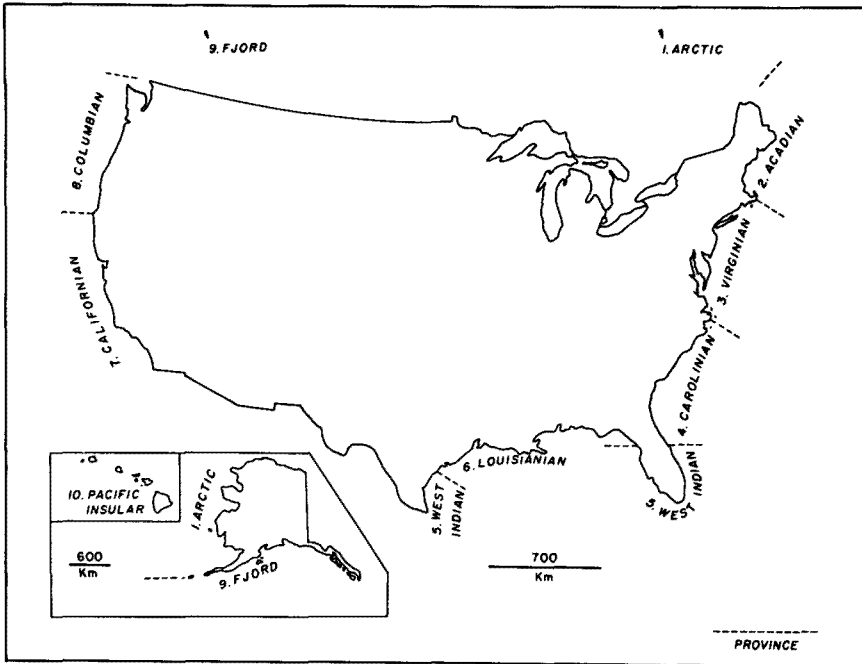 9. FJORD
1. ARCTIC
8. COLUMBIAN
2. ACADIAN
7. CALIFORNIAN
3. VIRGINIAN
4. CAROLINIAN
6. LOUISIANIAN
5. WEST
INDIAN
5. WEST INDIAN
10. PACIFIC
INSULAR
1. ARCTIC
9. FJORD
600
Km
700
Km
PROVINCE